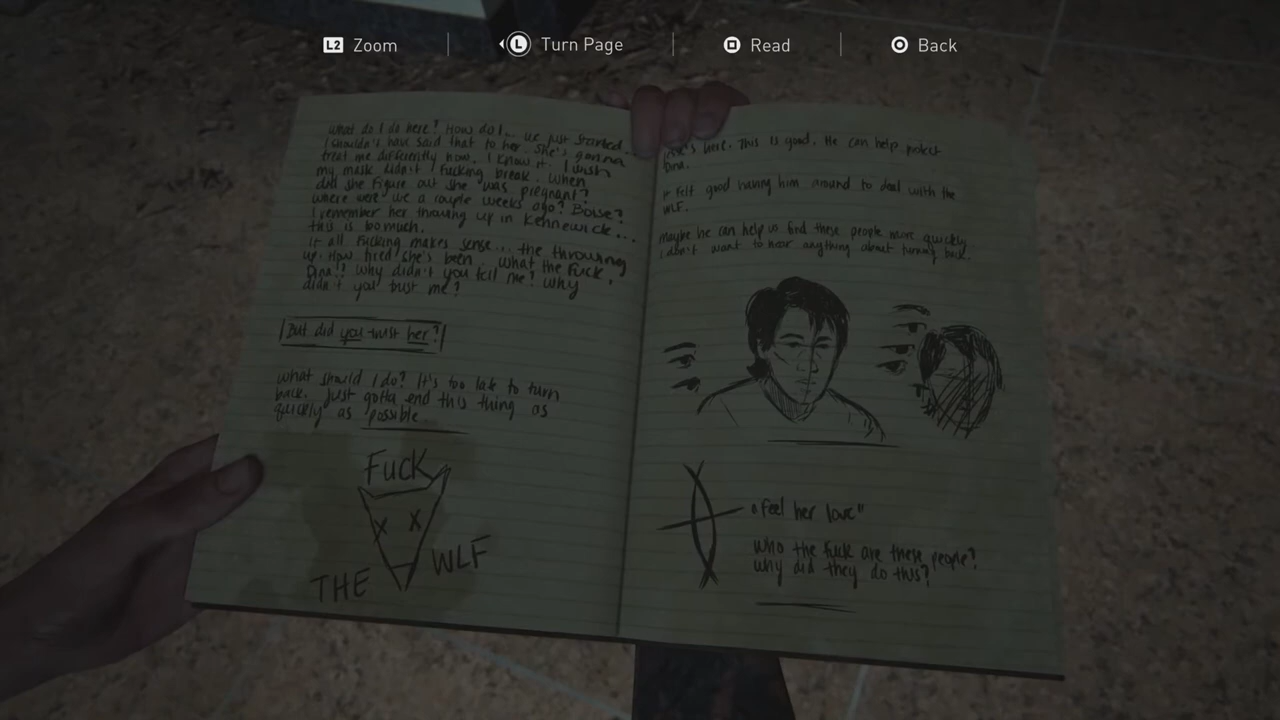 L2 Zoom
L Turn Page
Read
Back
what do I do here? How do I... we just started.
I shouldn't have said that to her. She's gonna
treat me differently now. I know it. I wish
my mask didn't fucking break. When
did she figure out she was pregnant?
where were we a couple weeks ago? Boise?
I remember her throwing up in Kennewick...
this is too much.
It all fucking makes sense... the throwing
up. How tired she's been. what the fuck,
Dina!? Why didn't you tell me? why
didn't you trust me?
But did you trust her?
what should I do? It's too late to turn
back. Just gotta end this thing as
quickly as possible.
Fuck
THE
WLF
Jesse's here. This is good. He can help protect
Dina.
It felt good having him around to deal with the
WLF.
Maybe he can help us find these people more quickly
I don't want to hear anything about turning back.
"Feel her love"
who the fuck are these people?
why did they do this?